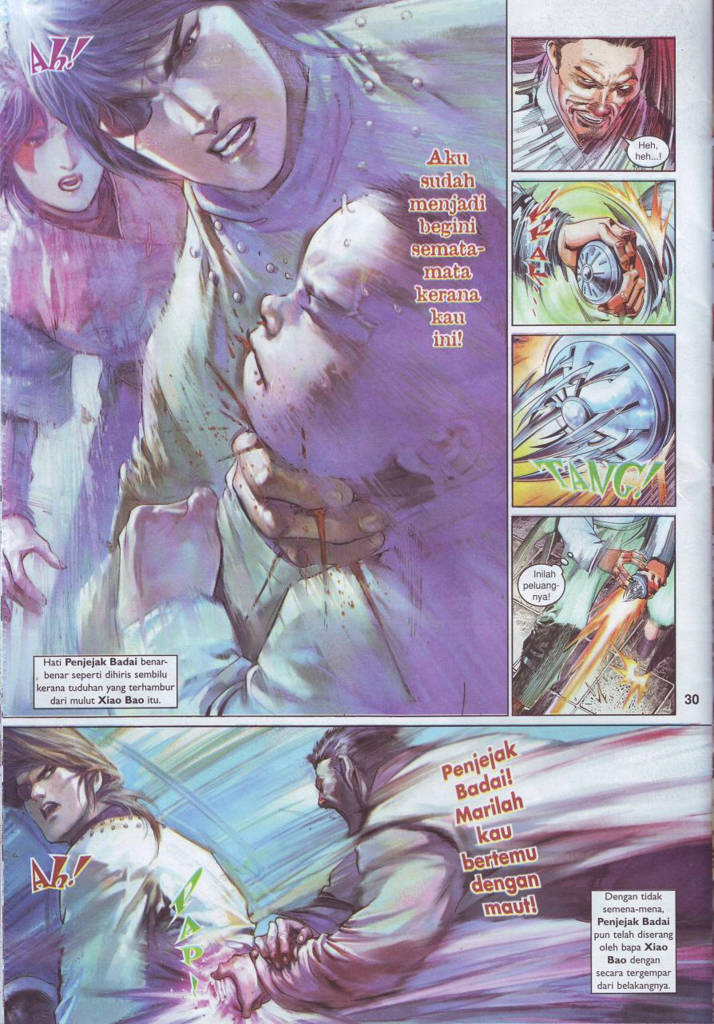 Ah!
Aku
sudah
menjadi
begini
semata-
mata
kerana
kau
ini!
Hati Penjejak Badai benar-
benar seperti dihiris sembilu
kerana tuduhan yang terhambur
dari mulut Xiao Bao itu.
Heh,
heh...!
KRAK...
TANG!
Inilah
peluang-
nya!
30
Ah!
PAP!
Penjejak
Badai!
Marilah
kau
bertemu
dengan
maut!
Dengan tidak
semena-mena,
Penjejak Badai
pun telah diserang
oleh bapa Xiao
Bao dengan
secara tergempar
dari belakangnya.